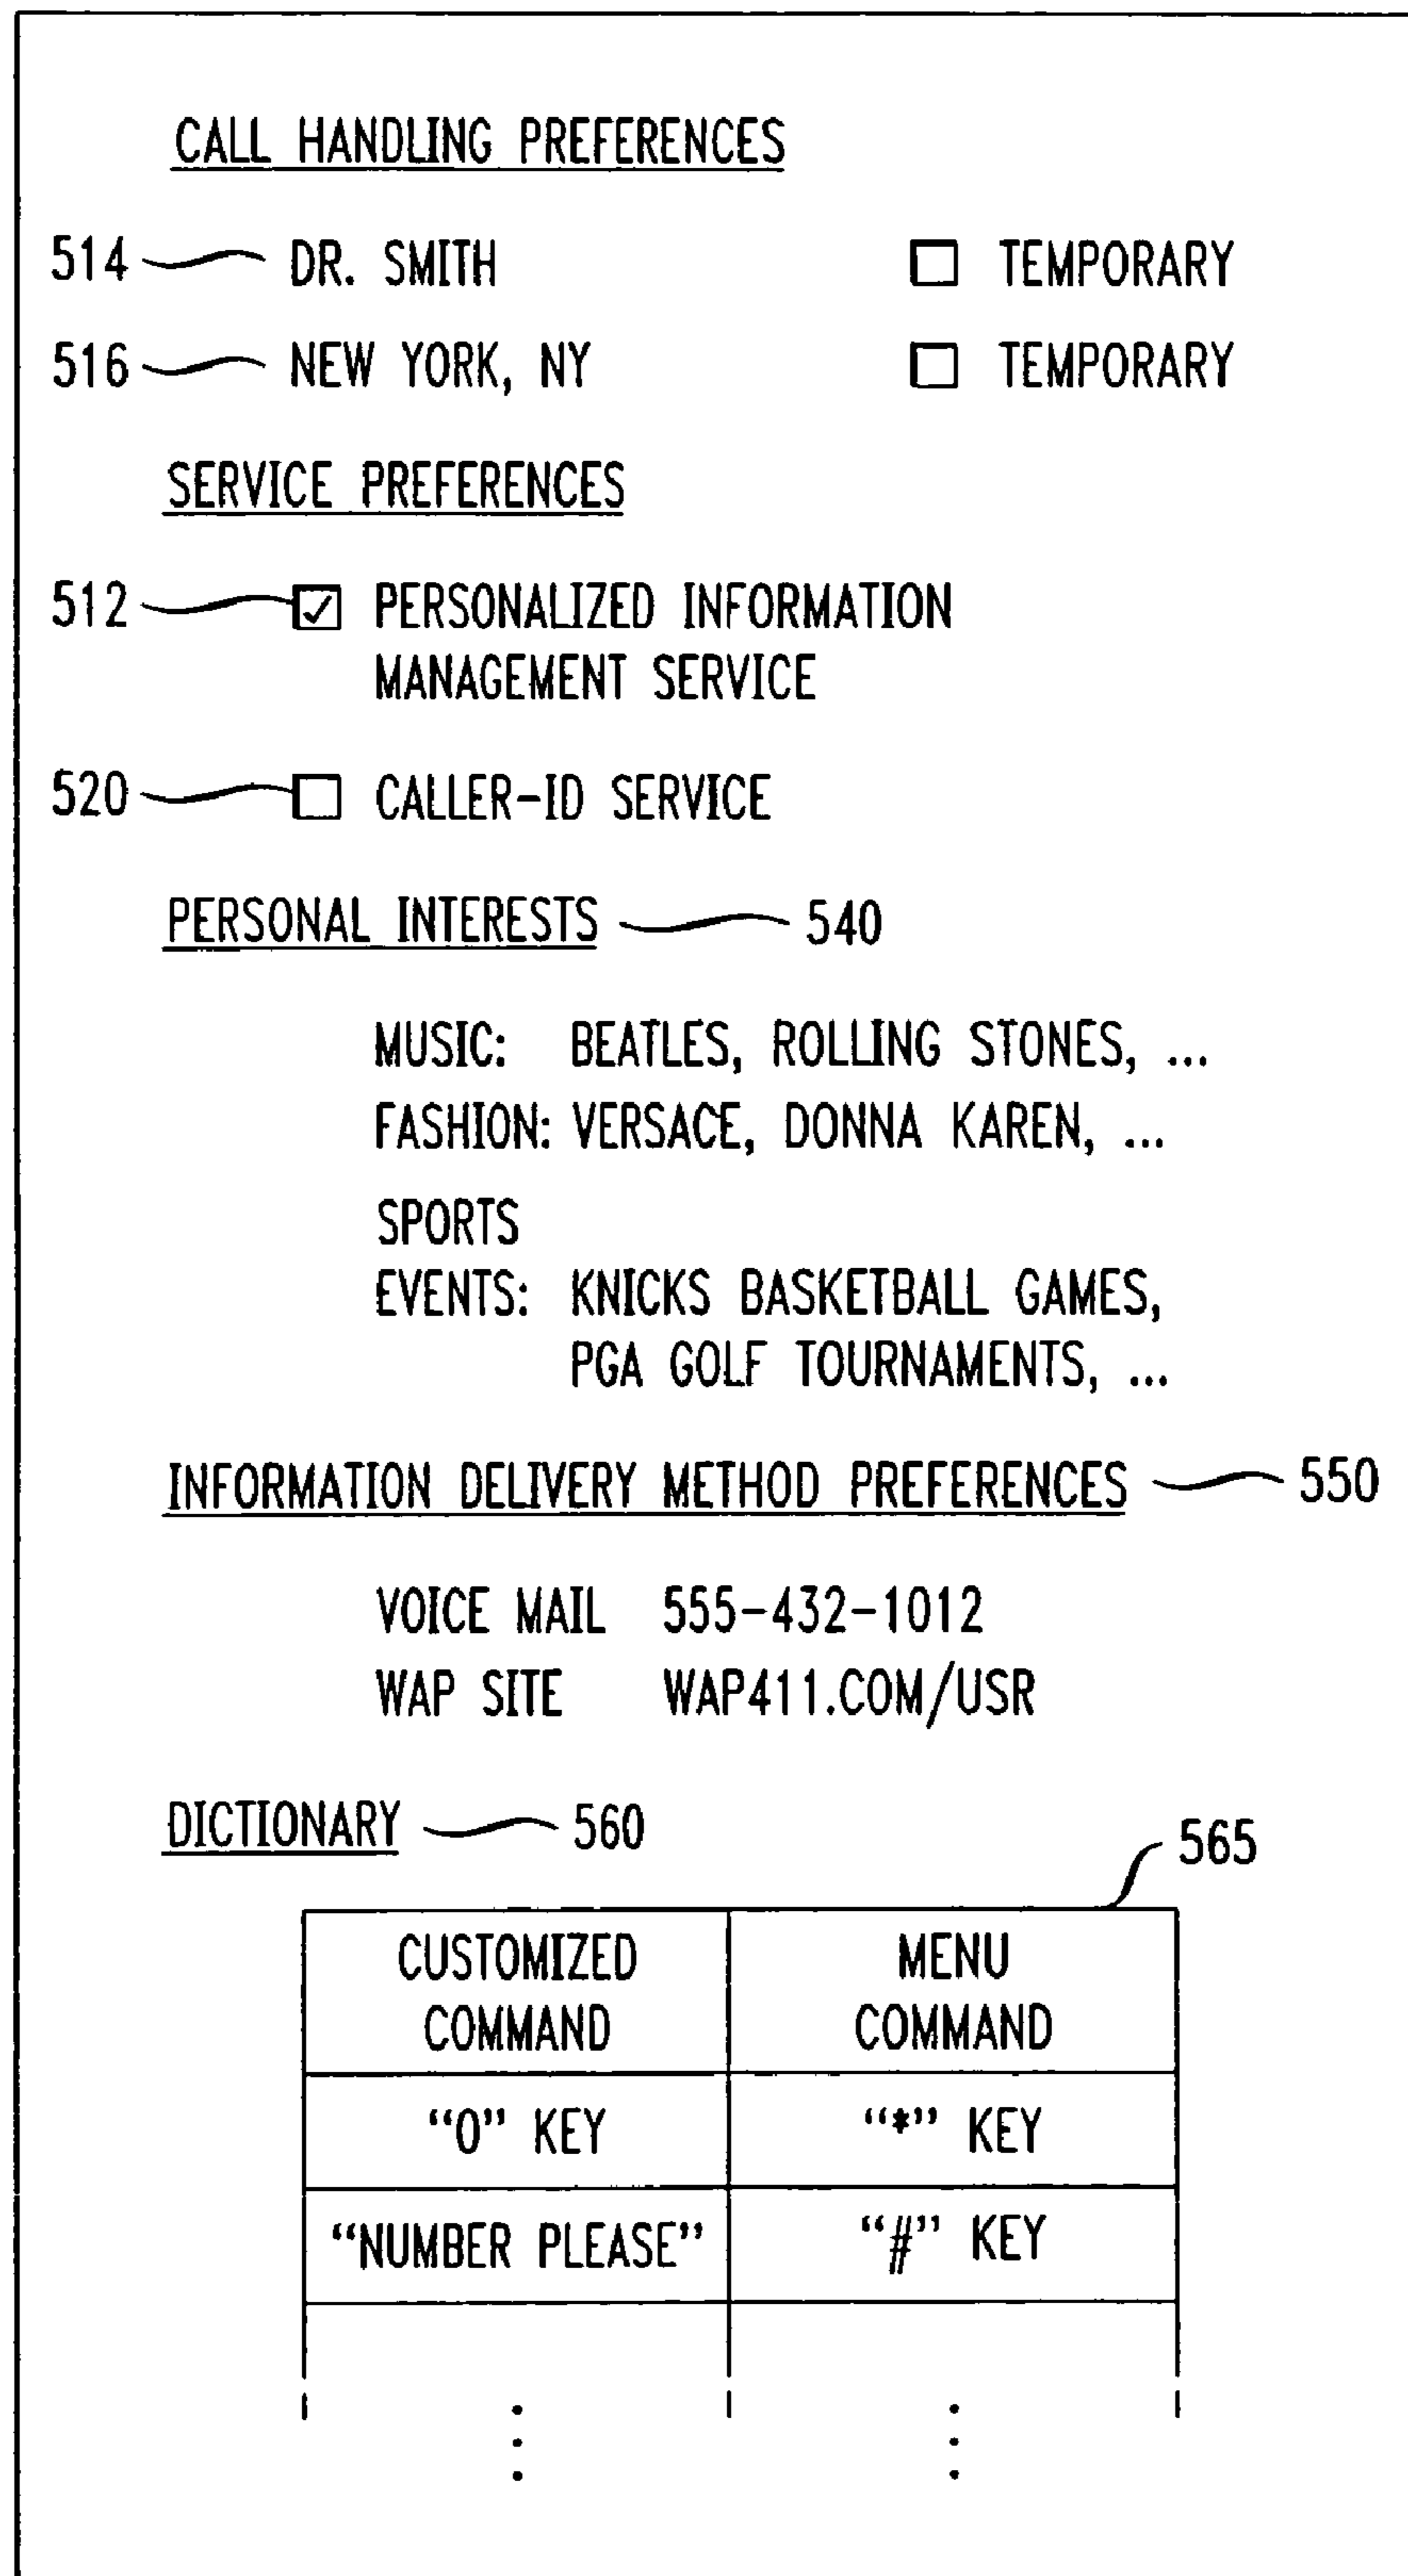 CALL HANDLING PREFERENCES
514 DR. SMITH TEMPORARY
516 NEW YORK, NY TEMPORARY
SERVICE PREFERENCES
512 PERSONALIZED INFORMATION
MANAGEMENT SERVICE
520 CALLER-ID SERVICE
PERSONAL INTERESTS 540
MUSIC: BEATLES, ROLLING STONES, ...
FASHION: VERSACE, DONNA KAREN, ...
SPORTS
EVENTS: KNICKS BASKETBALL GAMES,
PGA GOLF TOURNAMENTS, ...
INFORMATION DELIVERY METHOD PREFERENCES 550
VOICE MAIL 555-432-1012
WAP SITE WAP411.COM/USR
DICTIONARY 560
565
CUSTOMIZED MENU
COMMAND COMMAND
“0” KEY “*” KEY
“NUMBER PLEASE” “#” KEY